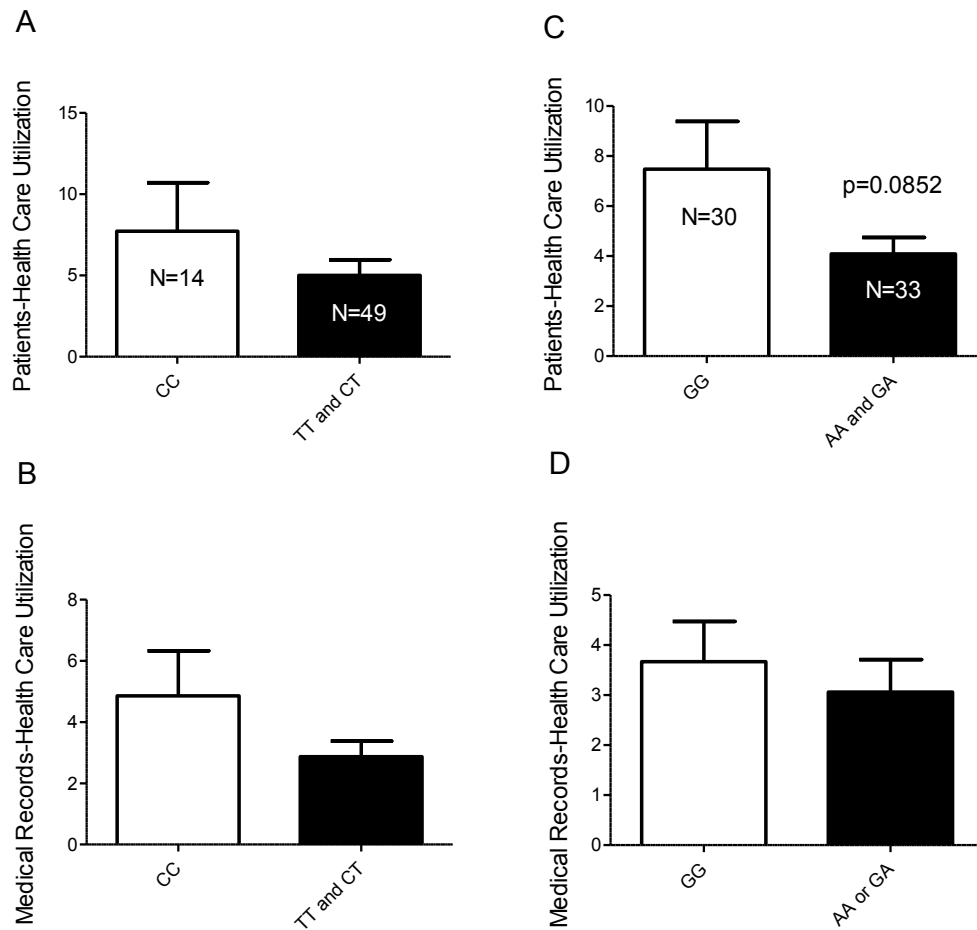 A
Patients-Health Care Utilization
15
10
5
0
N=14
N=49
CC
TT and CT
C
Patients-Health Care Utilization
10
8
6
4
2
0
N=30
p=0.0852
N=33
GG
AA and GA
B
Medical Records-Health Care Utilization
8
6
4
2
0
CC
TT and CT
D
Medical Records-Health Care Utilization
5
4
3
2
1
0
GG
AA or GA